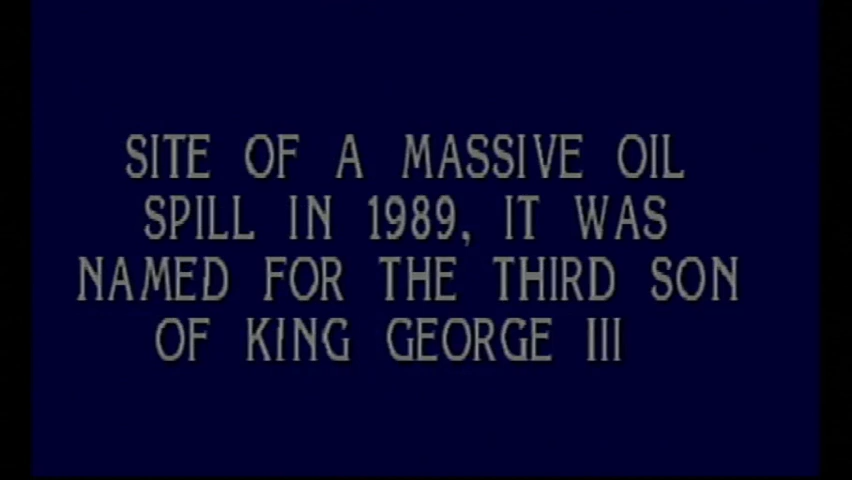 SITE OF A MASSIVE OIL
SPILL IN 1989, IT WAS
NAMED FOR THE THIRD SON
OF KING GEORGE III